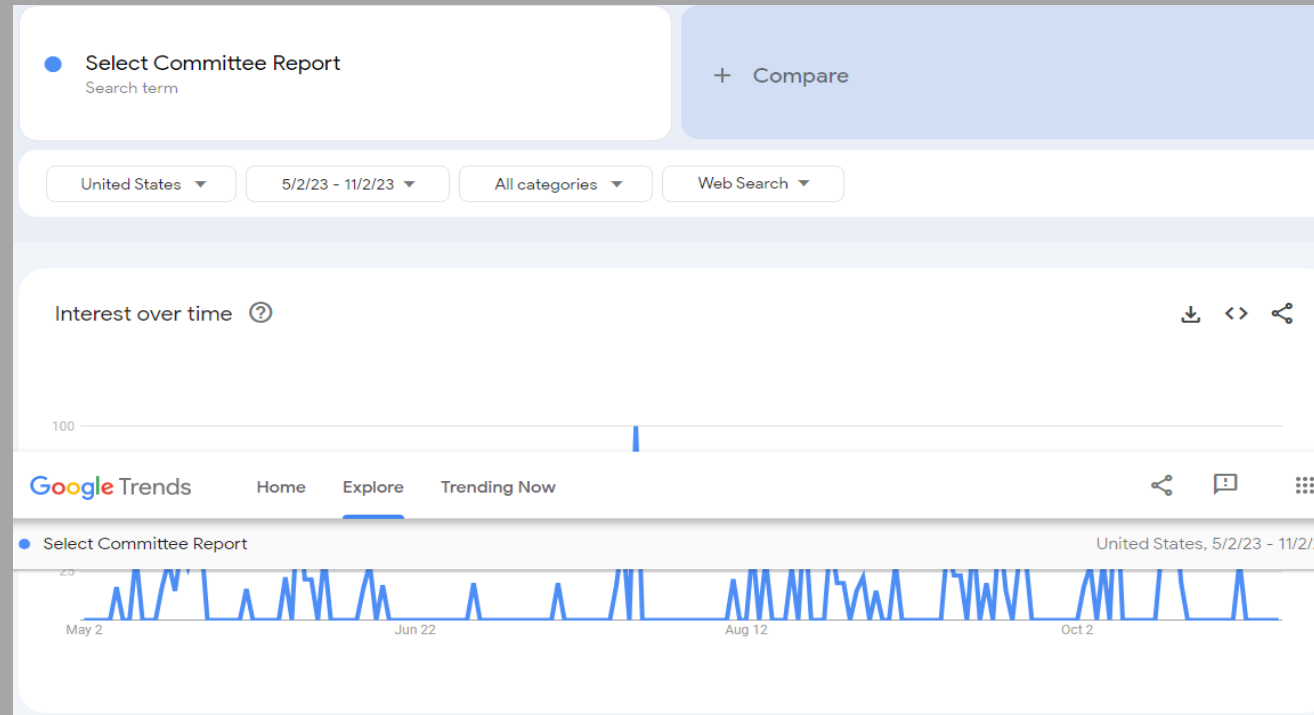 Select Committee Report
Search term
+ Compare
United States
5/2/23 - 11/2/23
All categories
Web Search
Interest over time
100
Google Trends
Home
Explore
Trending Now
Select Committee Report
United States, 5/2/23 - 11/2/
25
May 2
Jun 22
Aug 12
Oct 2